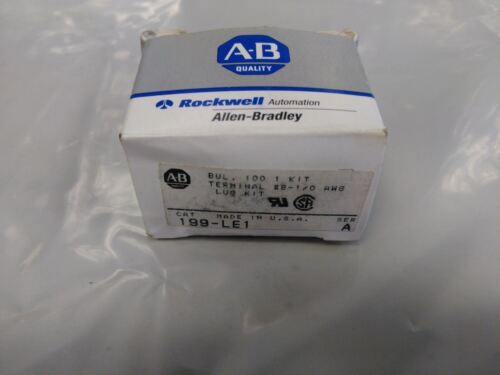 A-B
QUALITY
Rockwell Automation
Allen-Bradley
A-B
BUL. 100 1 KIT
TERMINAL #8-1/0 AWG
LUG KIT
CAT MADE IN U.S.A. SER
199-LE1 A